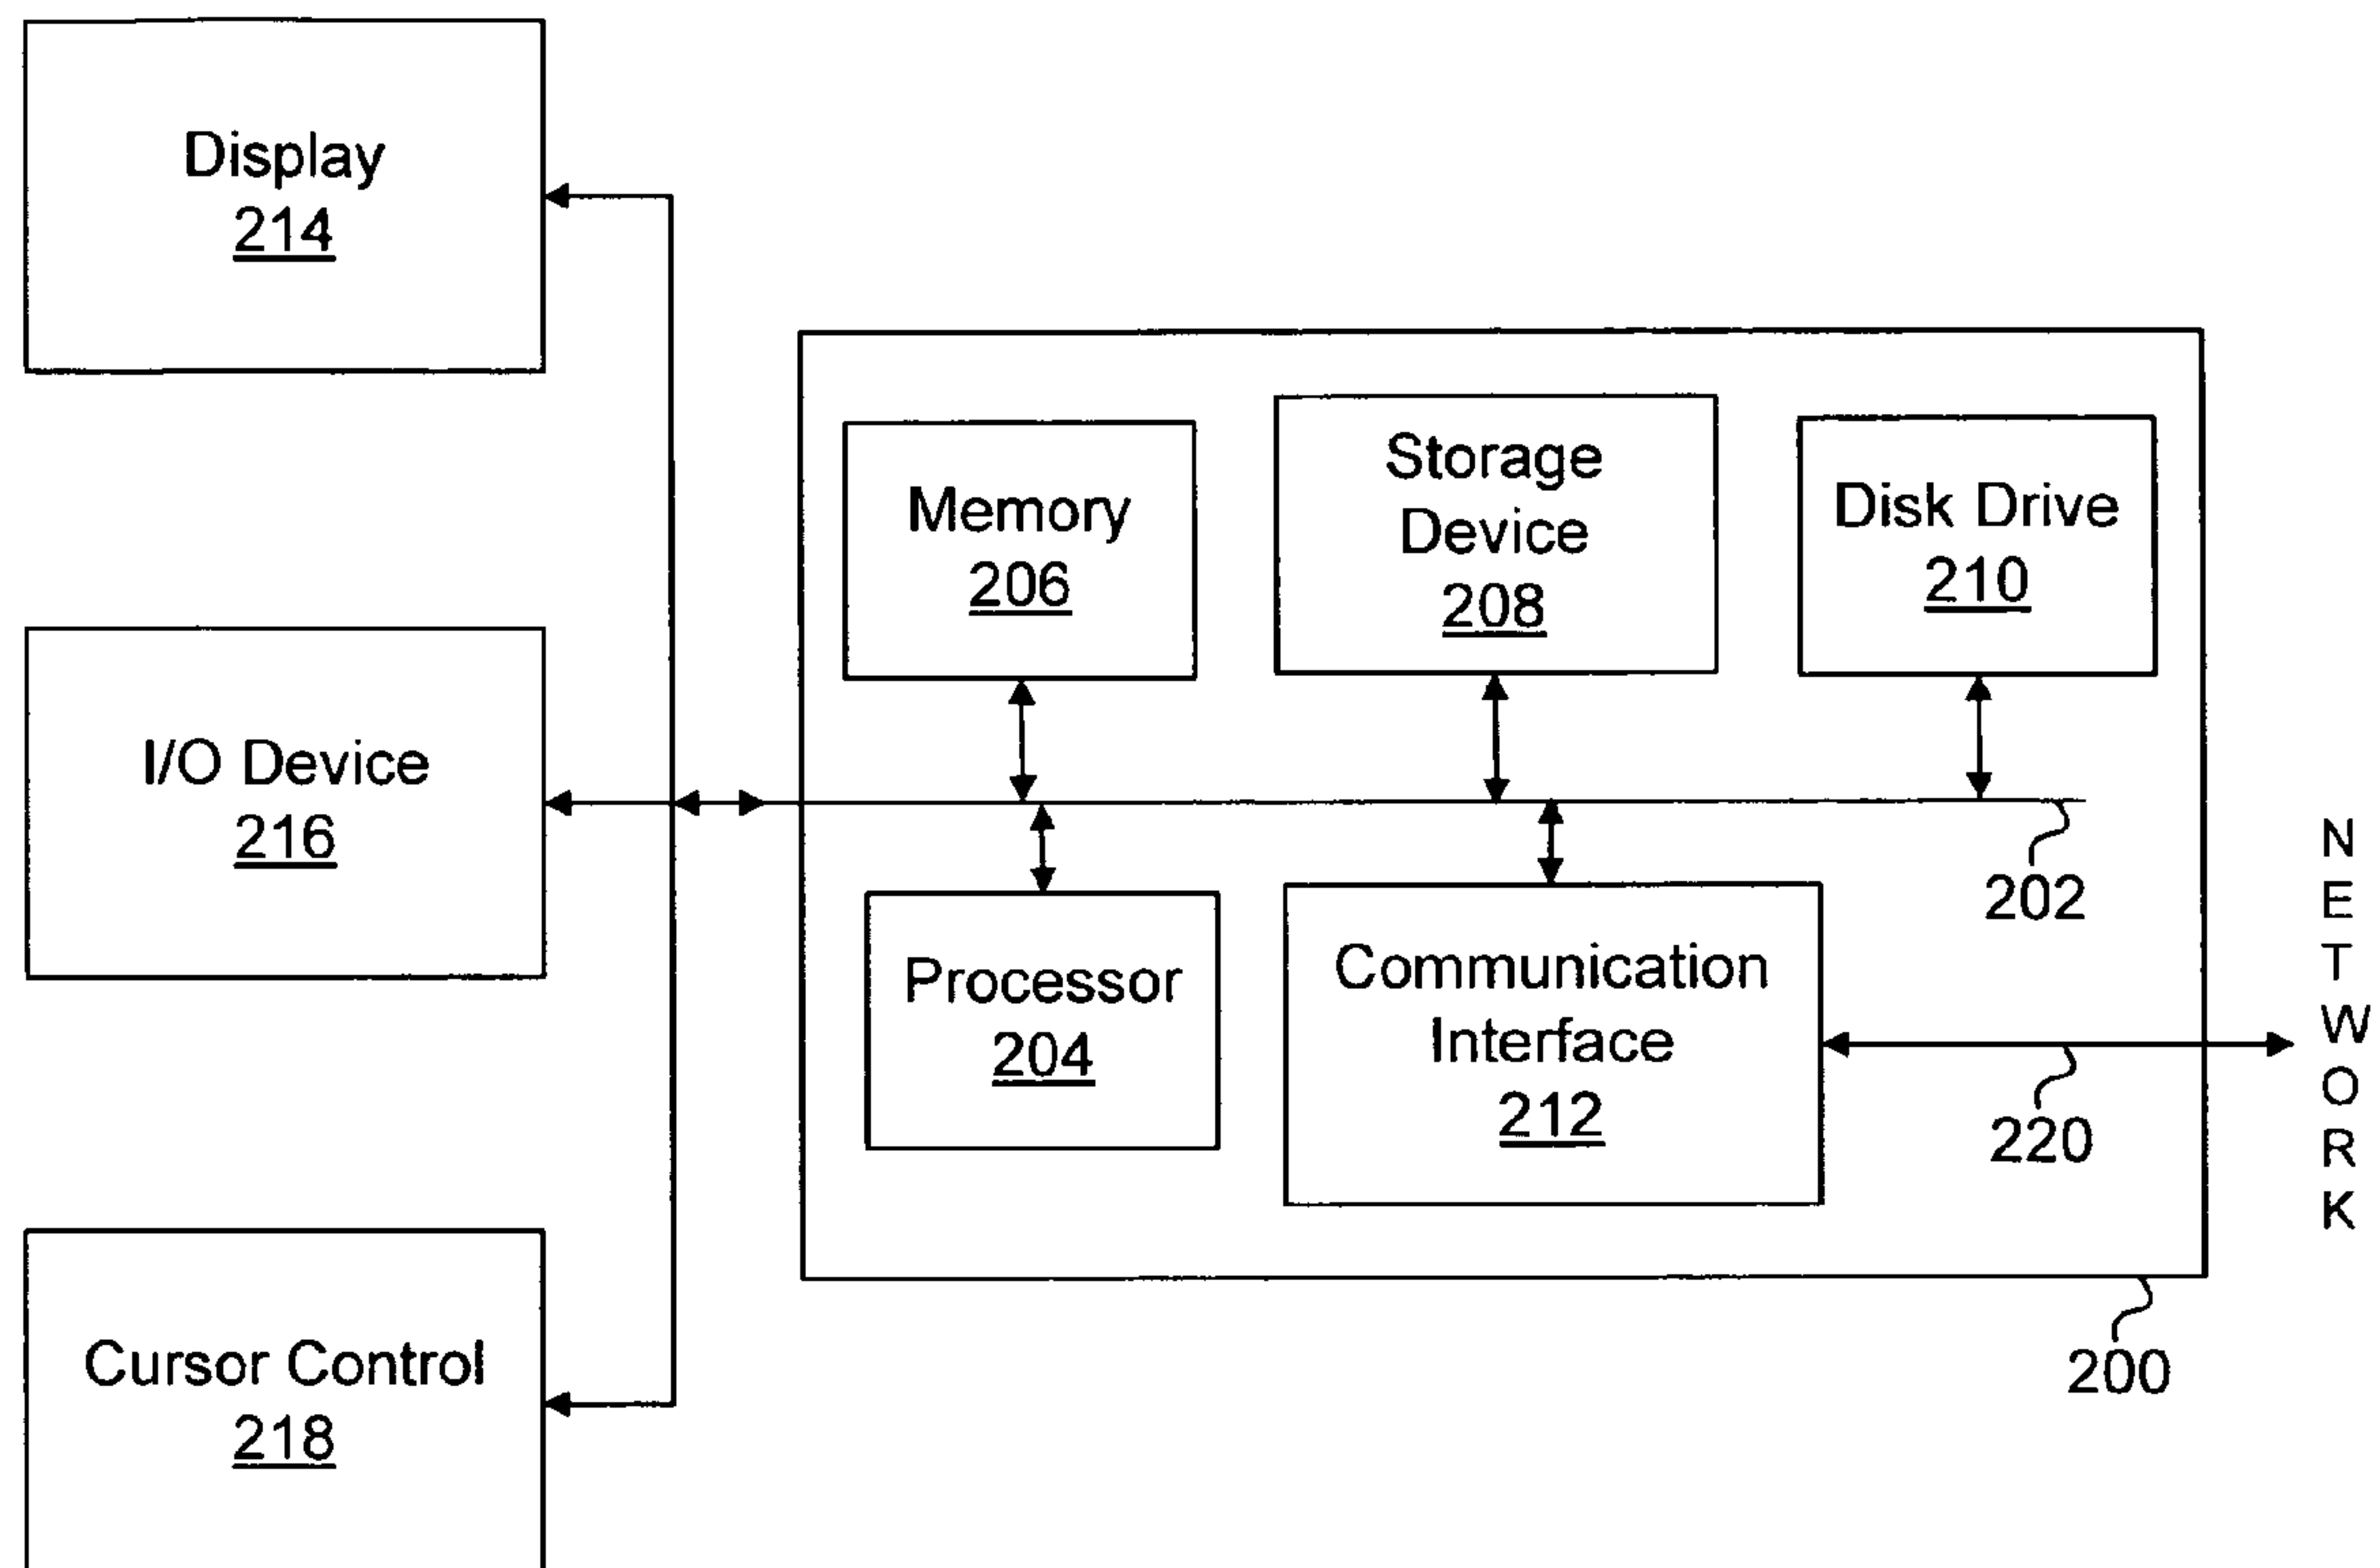 Display
214
Memory
206
Storage
Device
208
Disk Drive
210
I/O Device
216
202
Processor
204
Communication
Interface
212
220
NETWORK
Cursor Control
218
200